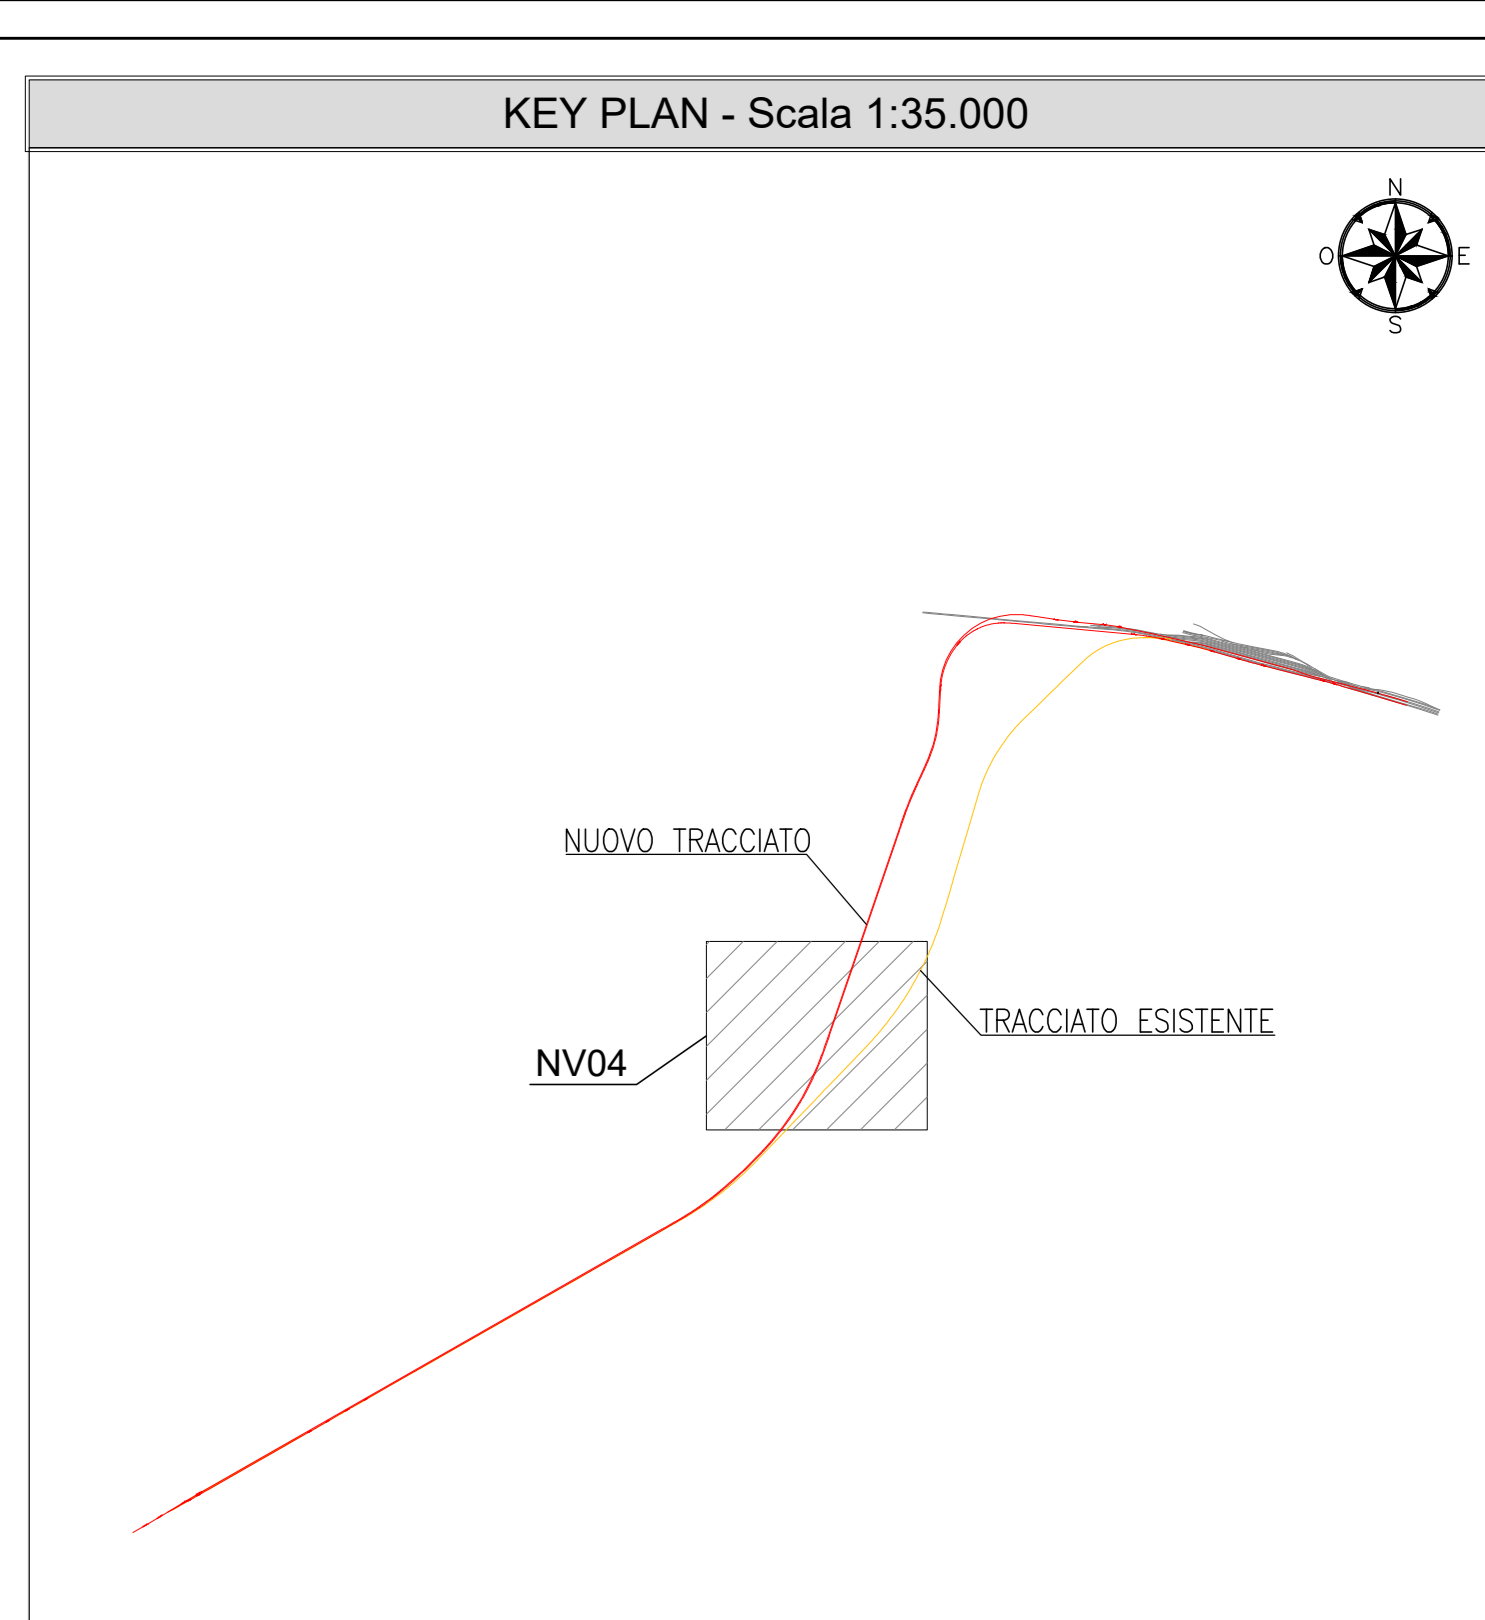 KEY PLAN - Scala 1:35.000
N
O
E
S
NUOVO TRACCIATO
TRACCIATO ESISTENTE
NV04